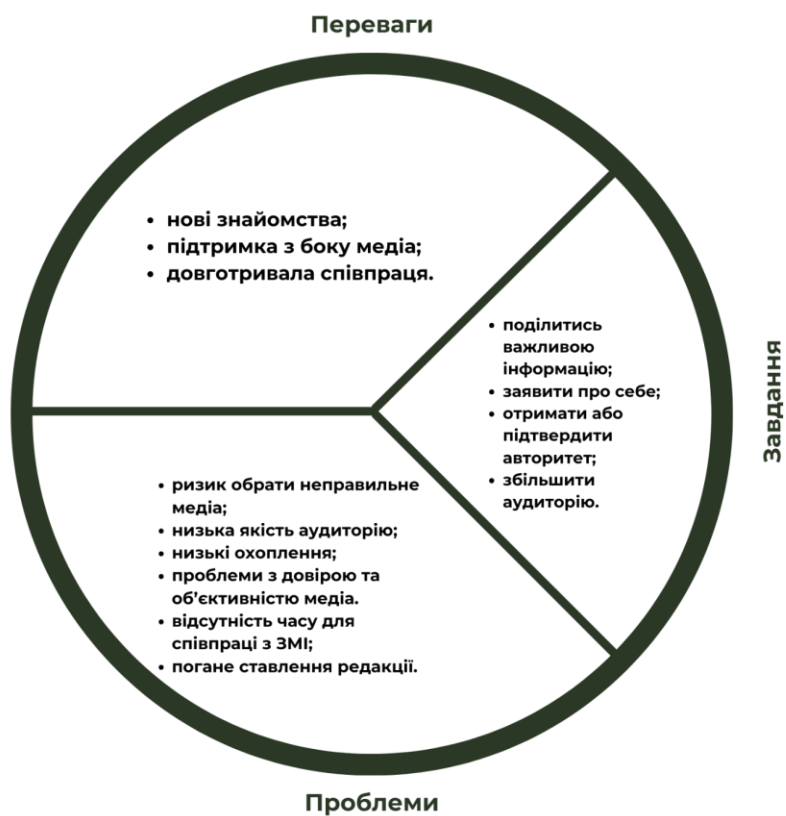 Переваги
• нові знайомства;
• підтримка з боку медіа;
• довготривала співпраця.
• поділитись
важливою
інформацію;
• заявити про себе;
• отримати або
підтвердити
авторитет;
• збільшити
аудиторію.
Завдання
• ризик обрати неправильне
медіа;
• низька якість аудиторію;
• низькі охоплення;
• проблеми з довірою та
об’єктивністю медіа.
• відсутність часу для
співпраці з ЗМІ;
• погане ставлення редакції.
Проблеми